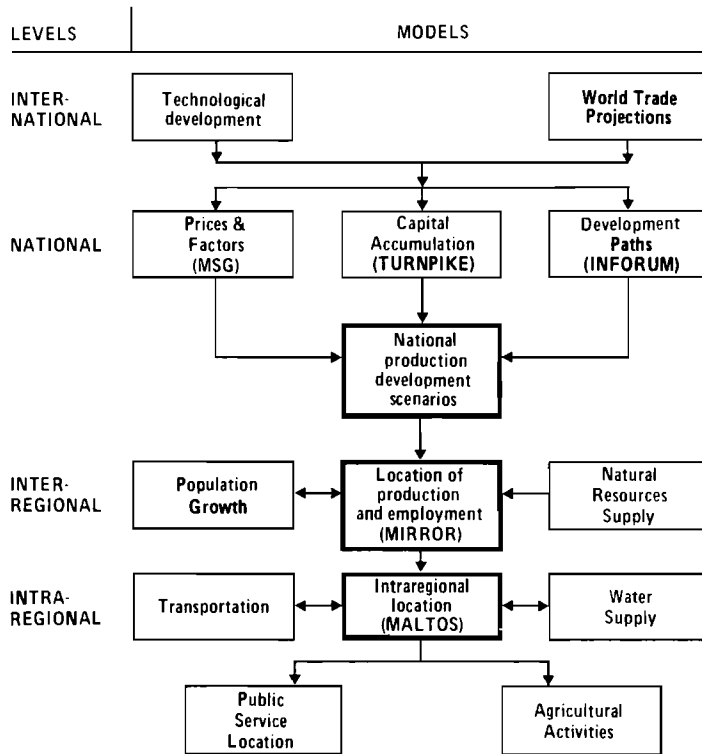 LEVELS
MODELS
INTER-
NATIONAL
Technological
development
World Trade
Projections
NATIONAL
Prices &
Factors
(MSG)
Capital
Accumulation
(TURNPIKE)
Development
Paths
(INFORUM)
National
production
development
scenarios
INTER-
REGIONAL
Population
Growth
Location of
production
and employment
(MIRROR)
Natural
Resources
Supply
INTRA-
REGIONAL
Transportation
Intraregional
location
(MALTOS)
Water
Supply
Public
Service
Location
Agricultural
Activities